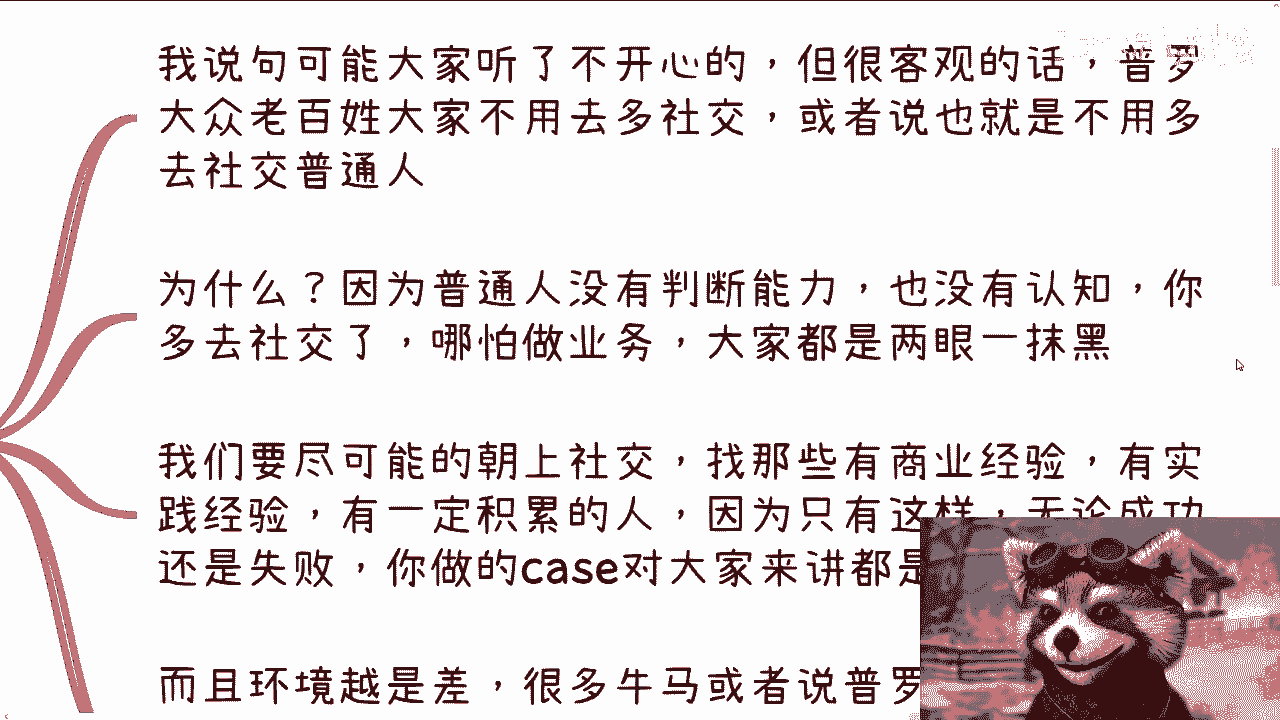 我说句可能大家听了不开心的，但很客观的话，普罗
大众老百姓大家不用去多社交，或者说也就是不用多
去社交普通人
为什么？因为普通人没有判断能力，也没有认知，你
多去社交了，哪怕做业务，大家都是两眼一抹黑
我们要尽可能的朝上社交，找那些有商业经验，有实
践经验，有一定积累的人，因为只有这样，无论成功
还是失败，你做的case对大家来讲都是
而且环境越是差，很多牛马或者说普罗